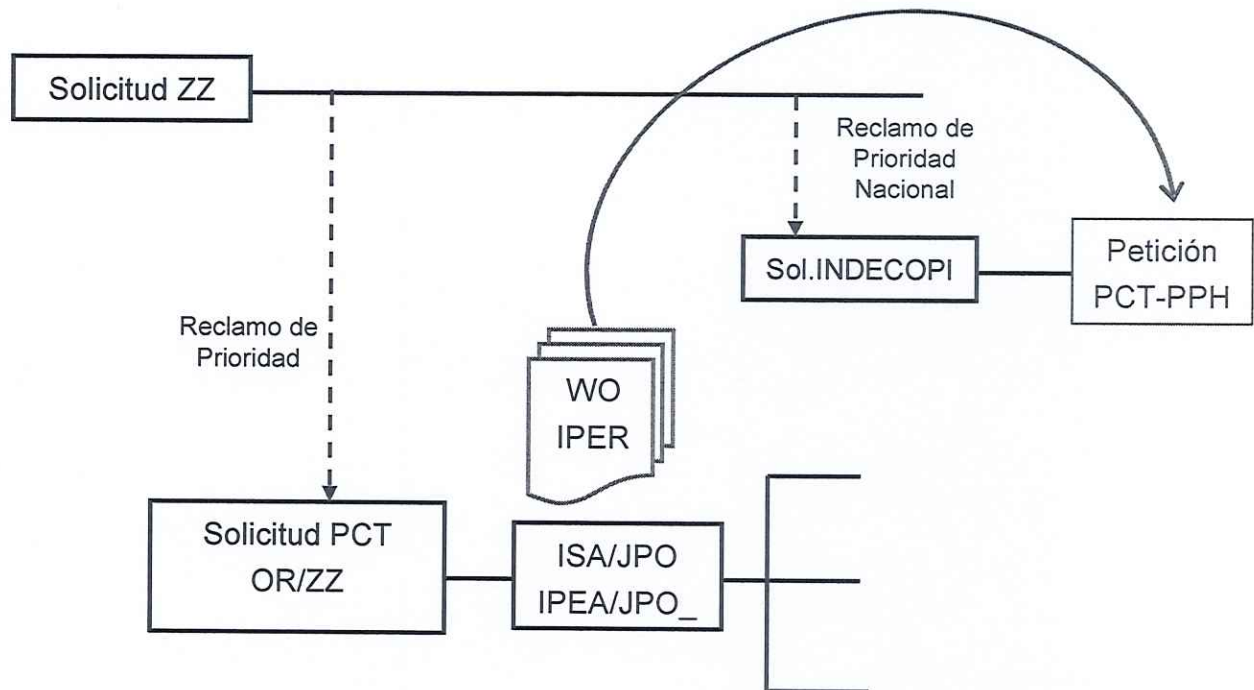 Solicitud ZZ
Reclamo de
Prioridad
Nacional
Sol.INDECOPI
Petición
PCT-PPH
Reclamo de
Prioridad
WO
IPER
Solicitud PCT
OR/ZZ
ISA/JPO
IPEA/JPO_